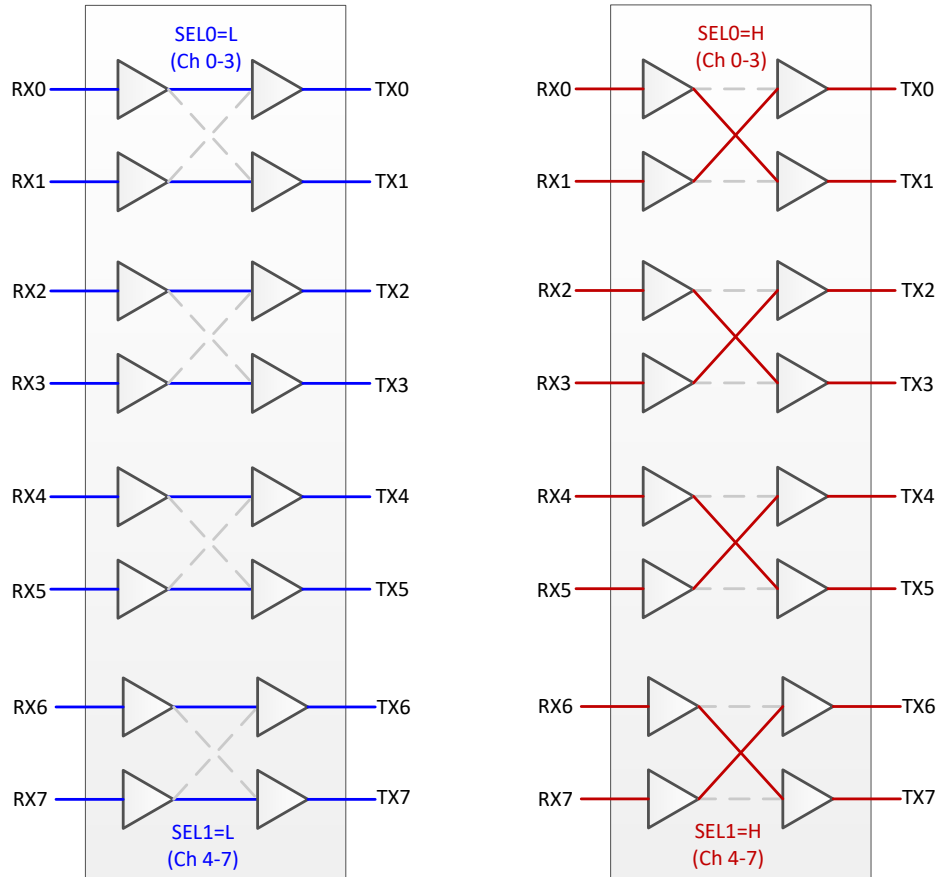 SEL0=L
(Ch 0-3)
RX0
TX0
RX1
TX1
RX2
TX2
RX3
TX3
RX4
TX4
RX5
TX5
RX6
TX6
RX7
TX7
SEL1=L
(Ch 4-7)
SEL0=H
(Ch 0-3)
RX0
TX0
RX1
TX1
RX2
TX2
RX3
TX3
RX4
TX4
RX5
TX5
RX6
TX6
RX7
TX7
SEL1=H
(Ch 4-7)